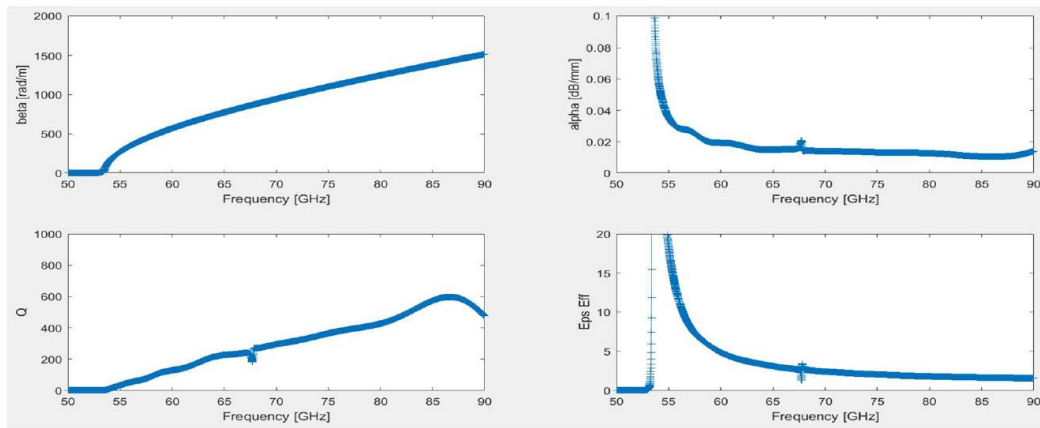 2000
1500
1000
500
0
beta [rad/m]
50 55 60 65 70 75 80 85 90
Frequency [GHz]
0.1
0.08
0.06
0.04
0.02
0
alpha [dB/mm]
50 55 60 65 70 75 80 85 90
Frequency [GHz]
1000
800
600
400
200
0
Q
50 55 60 65 70 75 80 85 90
Frequency [GHz]
20
15
10
5
0
Eps Eff
50 55 60 65 70 75 80 85 90
Frequency [GHz]